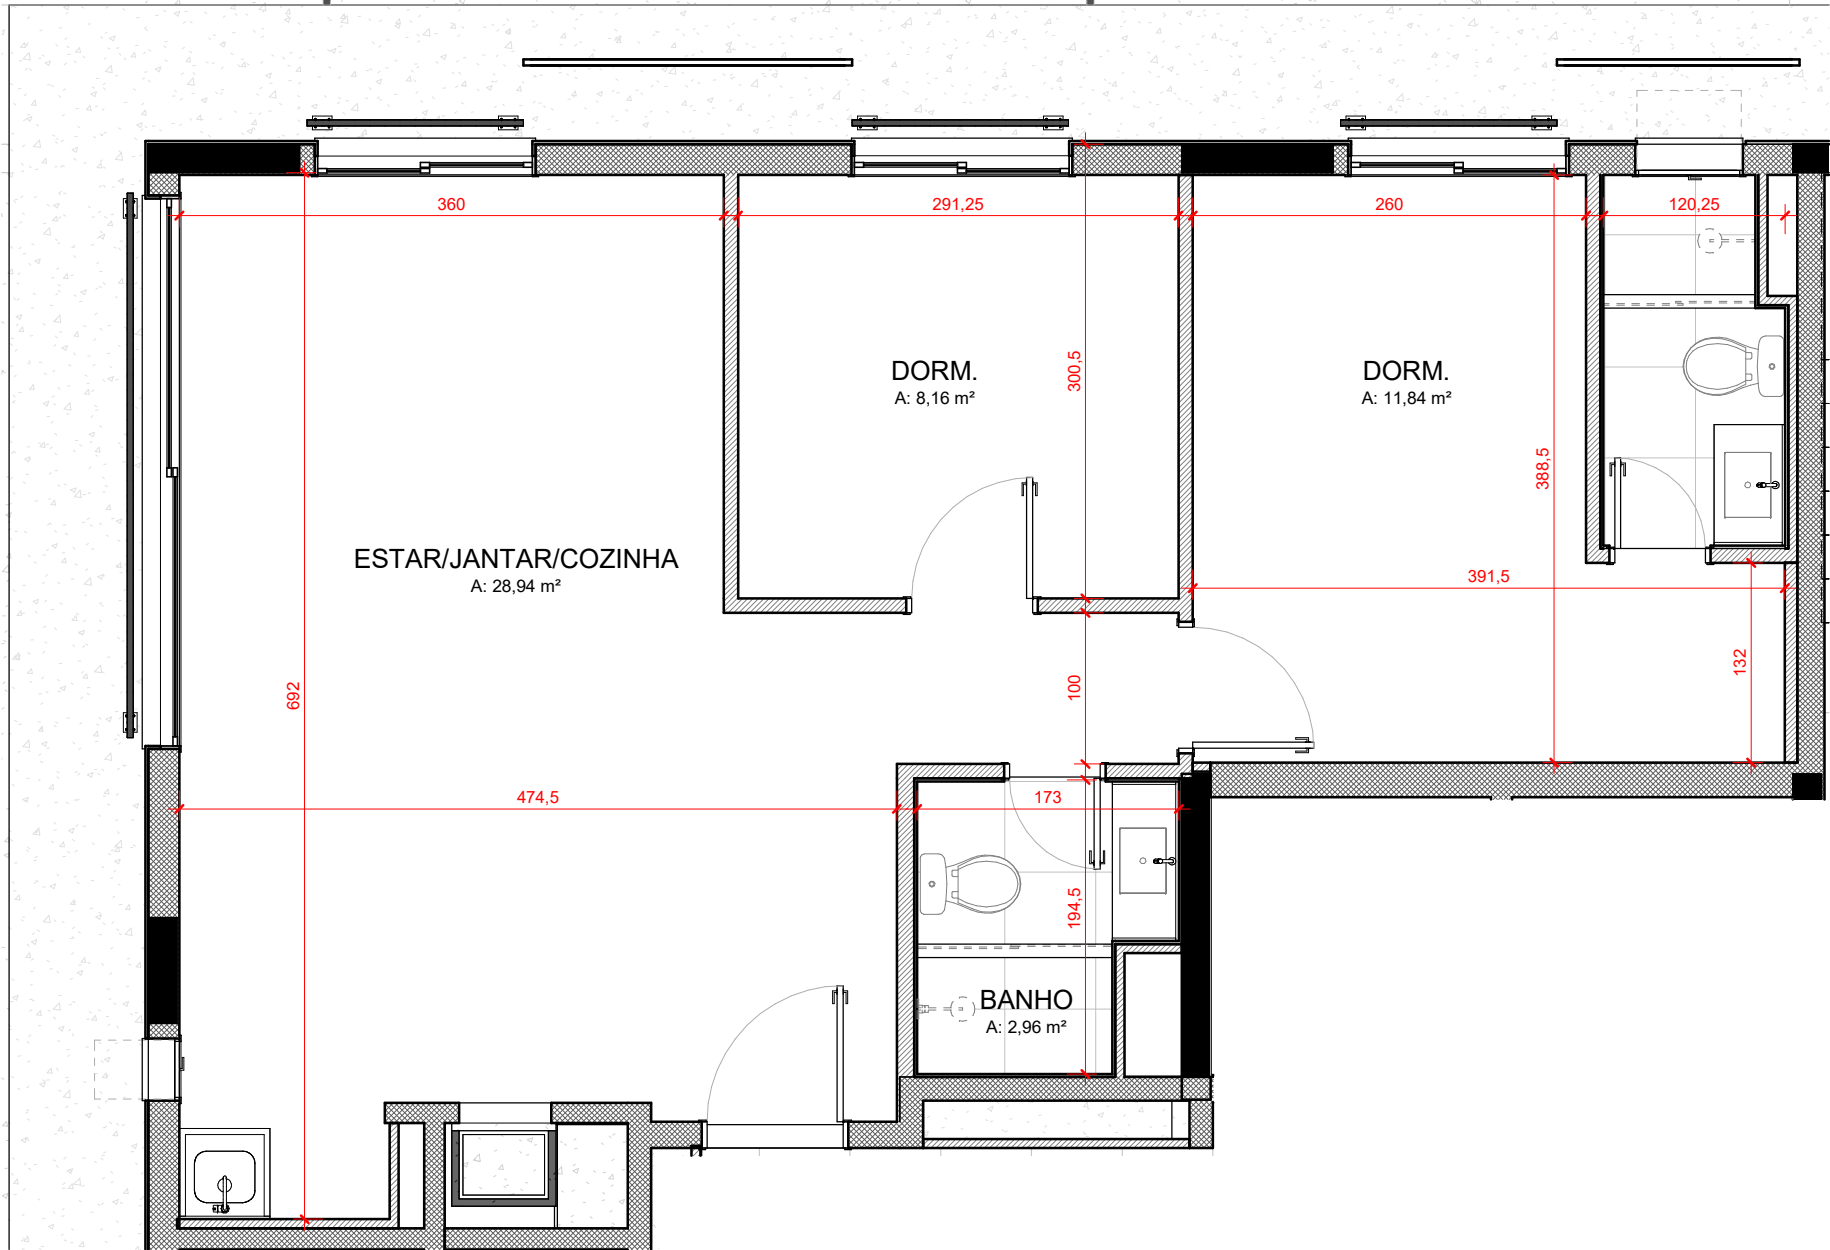 360
291,25
260
120,25
DORM.
A: 8,16 m²
300,5
DORM.
A: 11,84 m²
388,5
ESTAR/JANTAR/COZINHA
A: 28,94 m²
391,5
692
100
132
474,5
173
194,5
BANHO
A: 2,96 m²